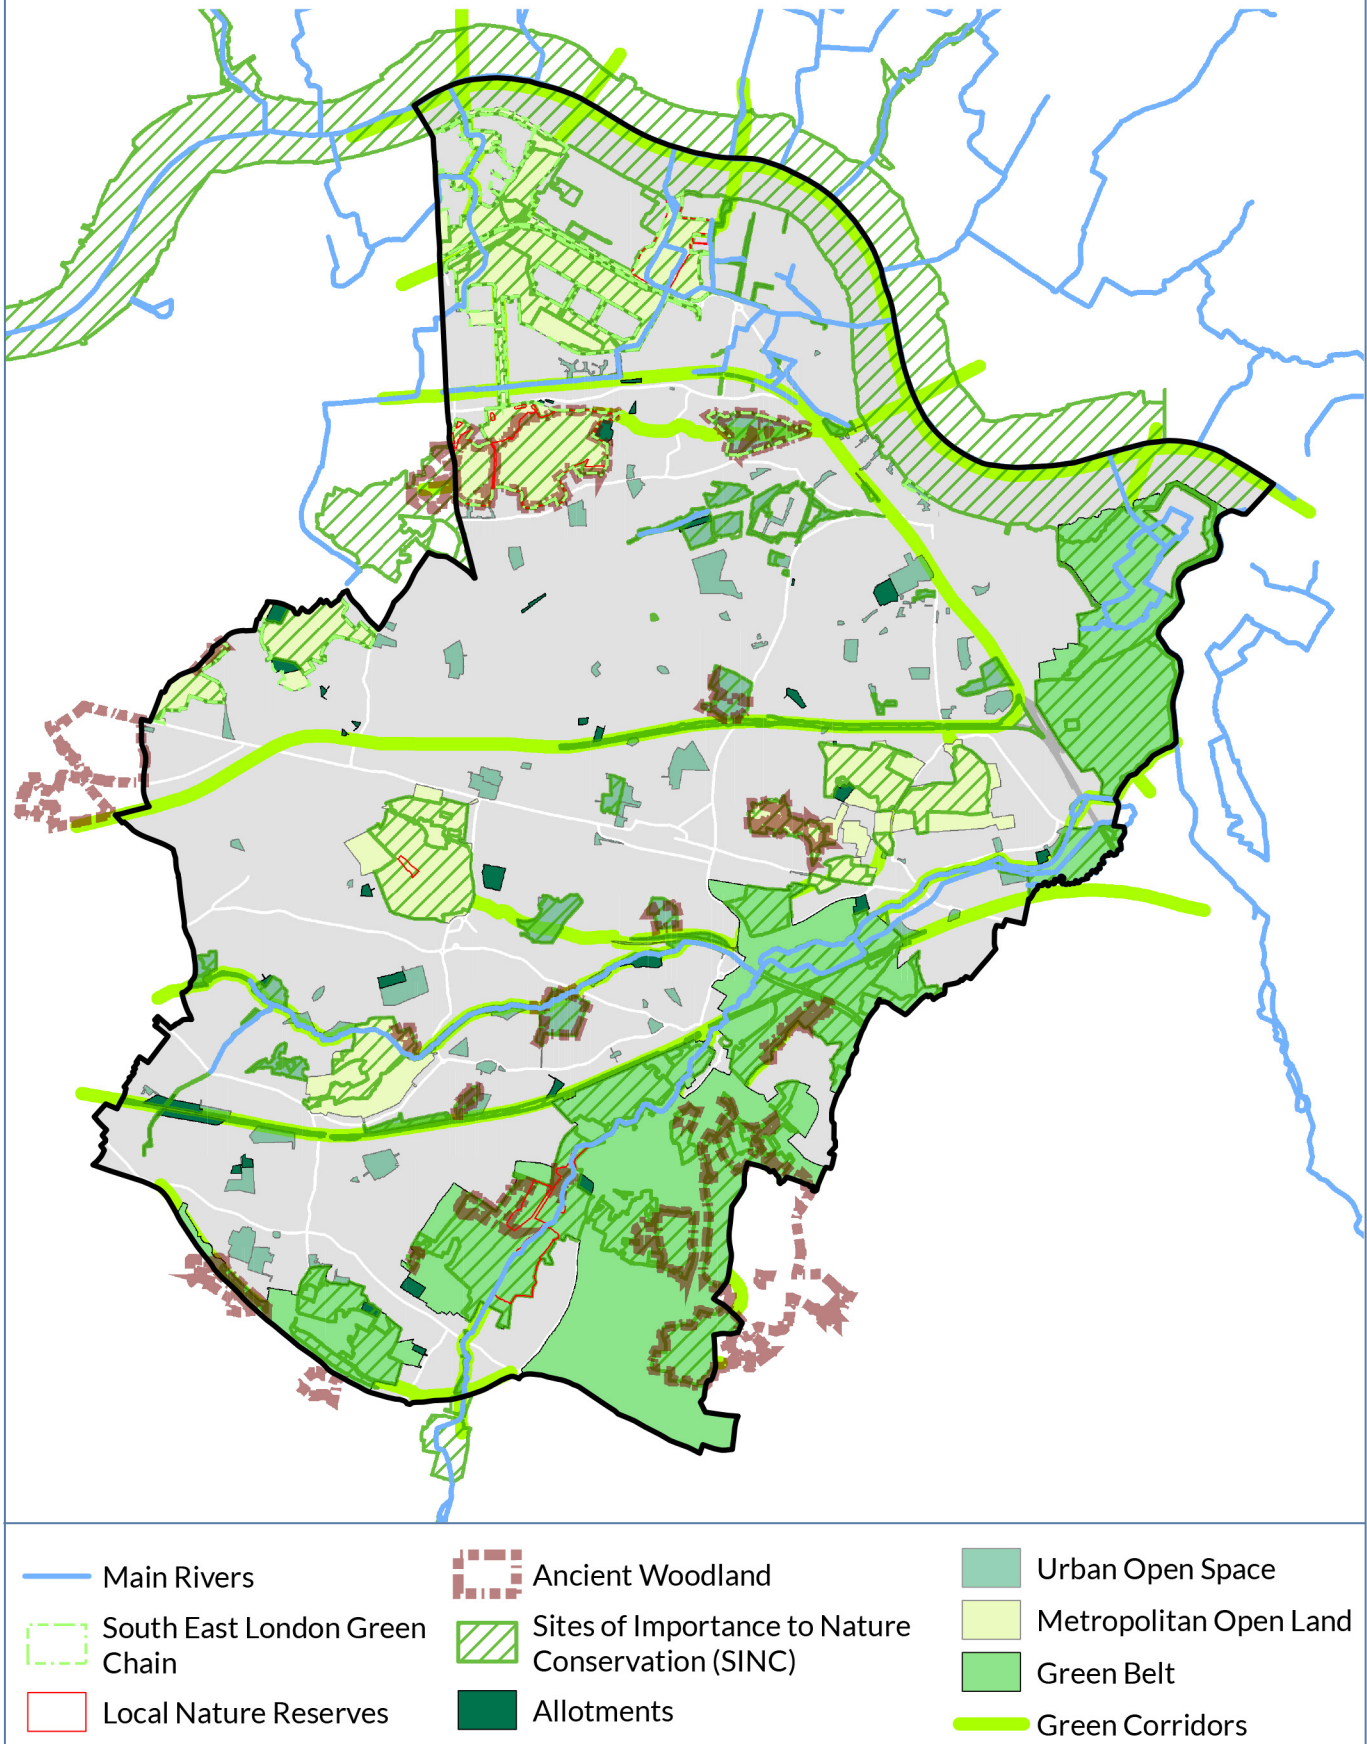 Main Rivers
South East London Green
Chain
Local Nature Reserves
Ancient Woodland
Sites of Importance to Nature
Conservation (SINC)
Allotments
Urban Open Space
Metropolitan Open Land
Green Belt
Green Corridors